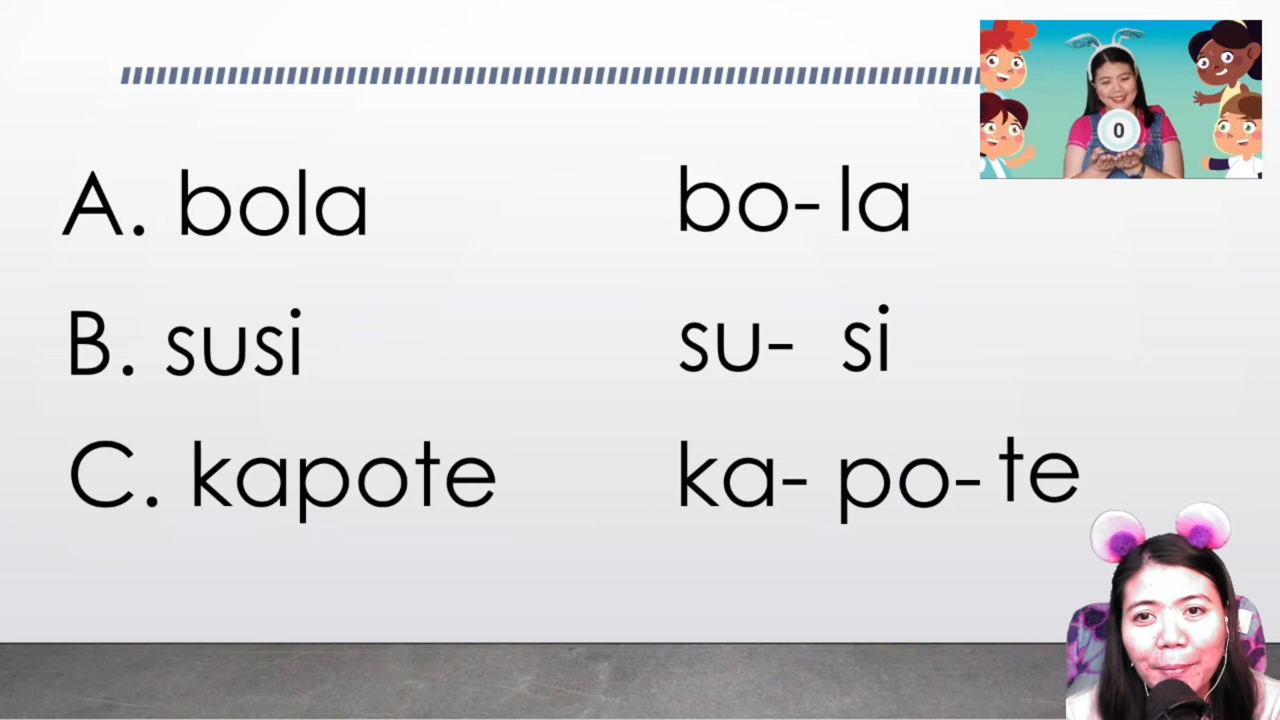 0
A. bola bo- la
B. susi su- si
C. kapote ka- po- te